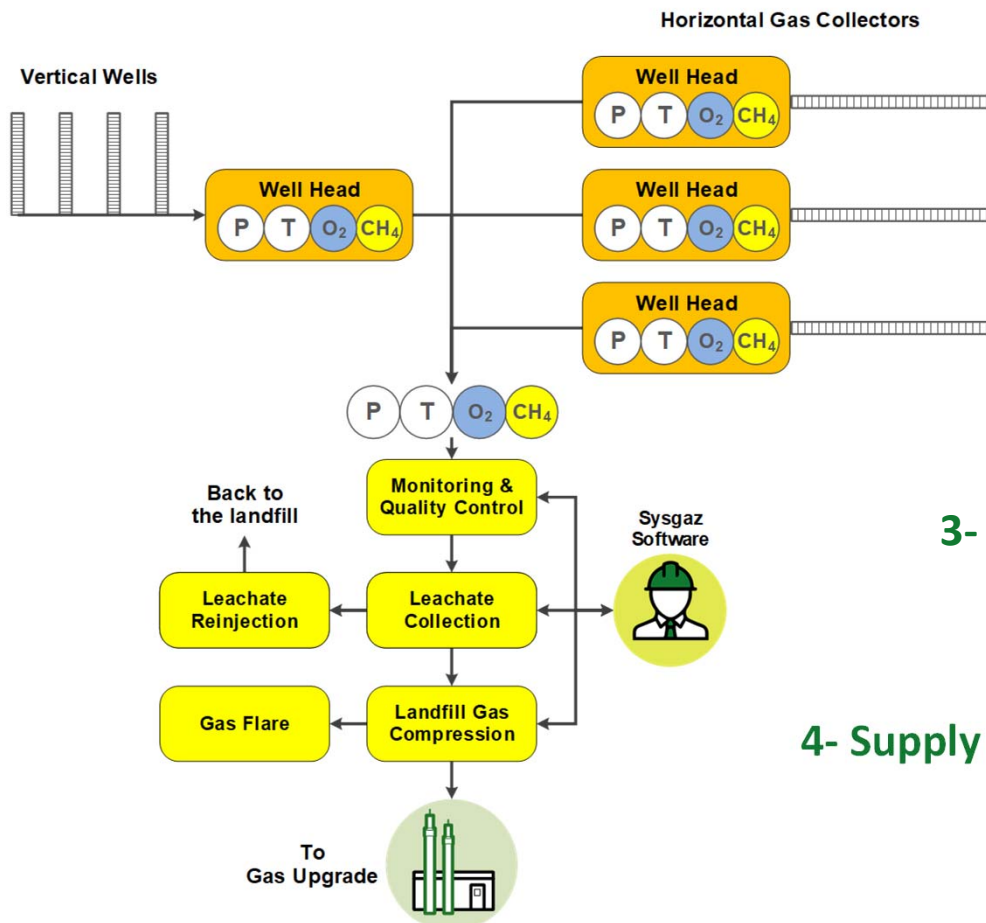 Horizontal Gas Collectors
Vertical Wells
Well Head
P T O₂ CH₄
Well Head
P T O₂ CH₄
Well Head
P T O₂ CH₄
Well Head
P T O₂ CH₄
P T O₂ CH₄
Monitoring &
Quality Control
Back to
the landfill
Sysgaz
Software
3-
Leachate
Reinjection
Leachate
Collection
Gas Flare
Landfill Gas
Compression
4- Supply
To
Gas Upgrade